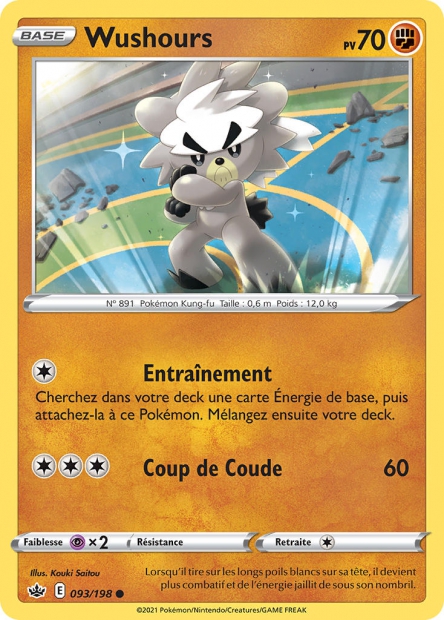 BASE Wushours PV 70
N° 891 Pokémon Kung-fu Taille : 0,6 m Poids : 12,0 kg
Entraînement
Cherchez dans votre deck une carte Énergie de base, puis
attachez-la à ce Pokémon. Mélangez ensuite votre deck.
Coup de Coude 60
Faiblesse ×2 Résistance Retraite
Illus. Kouki Saitou
Lorsqu'il tire sur les longs poils blancs sur sa tête, il devient
plus combatif et de l'énergie jaillit de sous son nombril.
E 093/198
©2021 Pokémon/Nintendo/Creatures/GAME FREAK